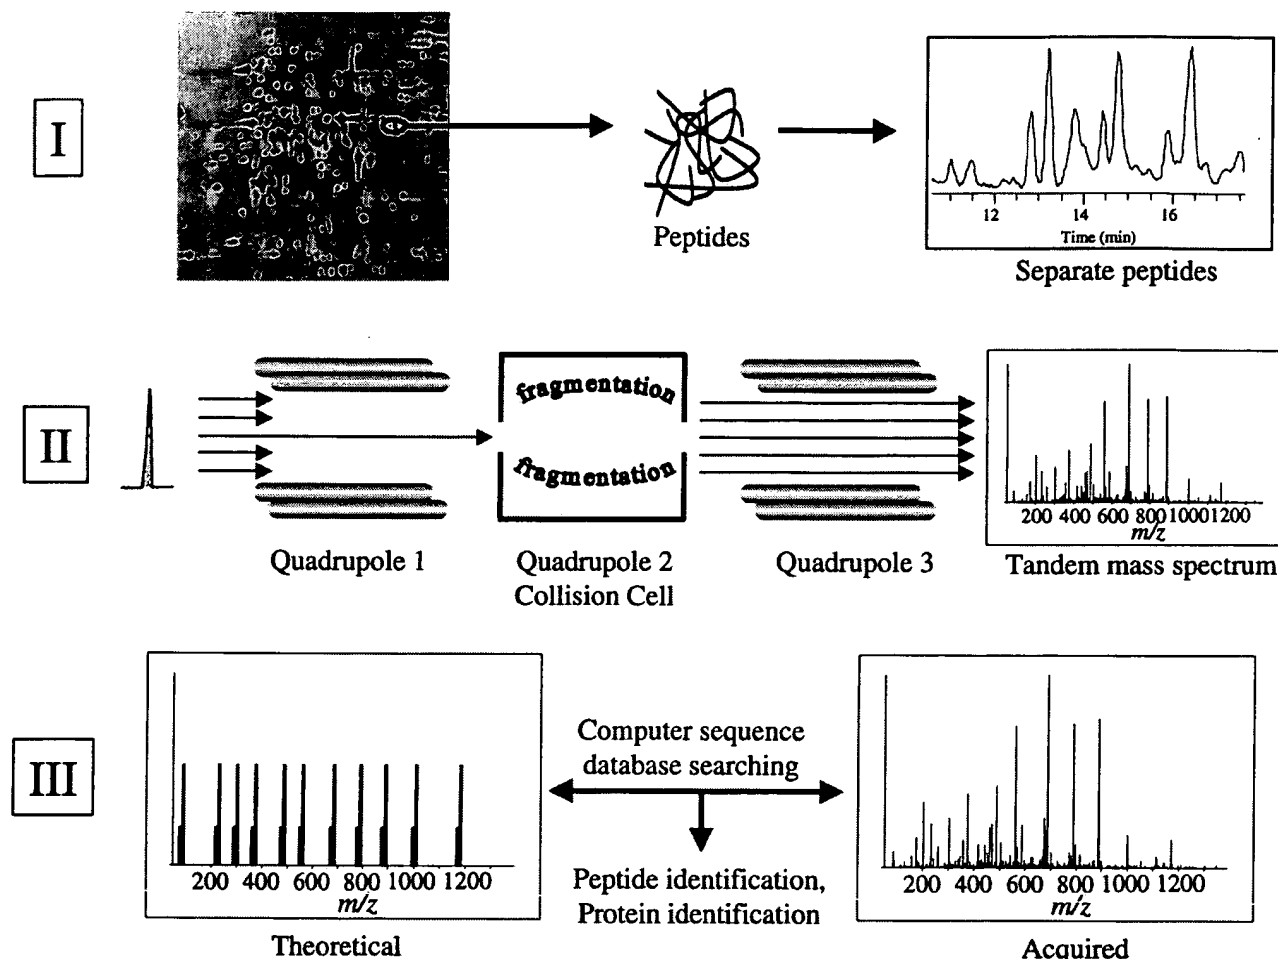 I
Peptides
12 14 16
Time (min)
Separate peptides
II
fragmentation
fragmentation
Quadrupole 1
Quadrupole 2
Collision Cell
Quadrupole 3
200 400 600 800 1000 1200
m/z
Tandem mass spectrum
III
200 400 600 800 1000 1200
m/z
Theoretical
Computer sequence
database searching
Peptide identification,
Protein identification
200 400 600 800 1000 1200
m/z
Acquired